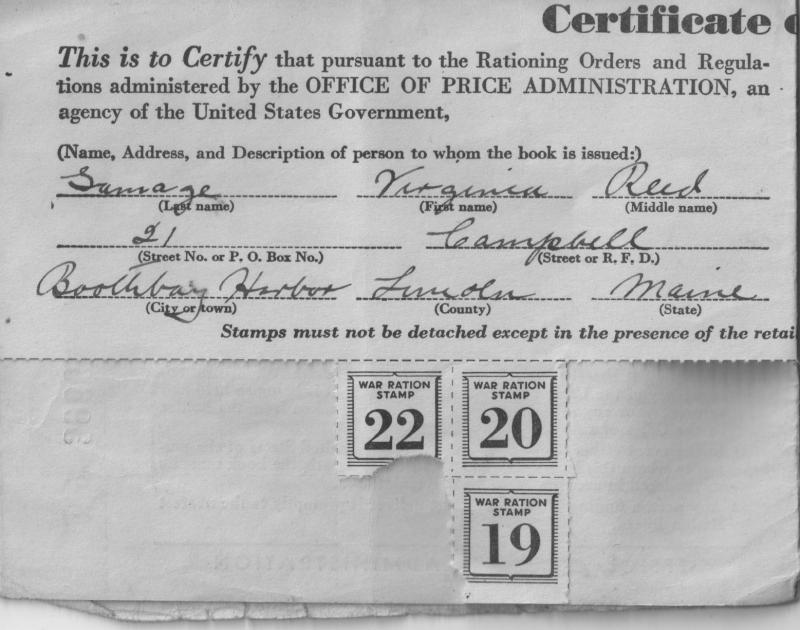 Certificate
This is to Certify that pursuant to the Rationing Orders and Regula-
tions administered by the OFFICE OF PRICE ADMINISTRATION, an
agency of the United States Government,
(Name, Address, and Description of person to whom the book is issued:)
Gamage Virginia Reed
(Last name) (First name) (Middle name)
21 Campbell
(Street No. or P. O. Box No.) (Street or R. F. D.)
Boothbay Harbor Lincoln Maine
(City or town) (County) (State)
Stamps must not be detached except in the presence of the retai
WAR RATION STAMP 22
WAR RATION STAMP 20
WAR RATION STAMP 19